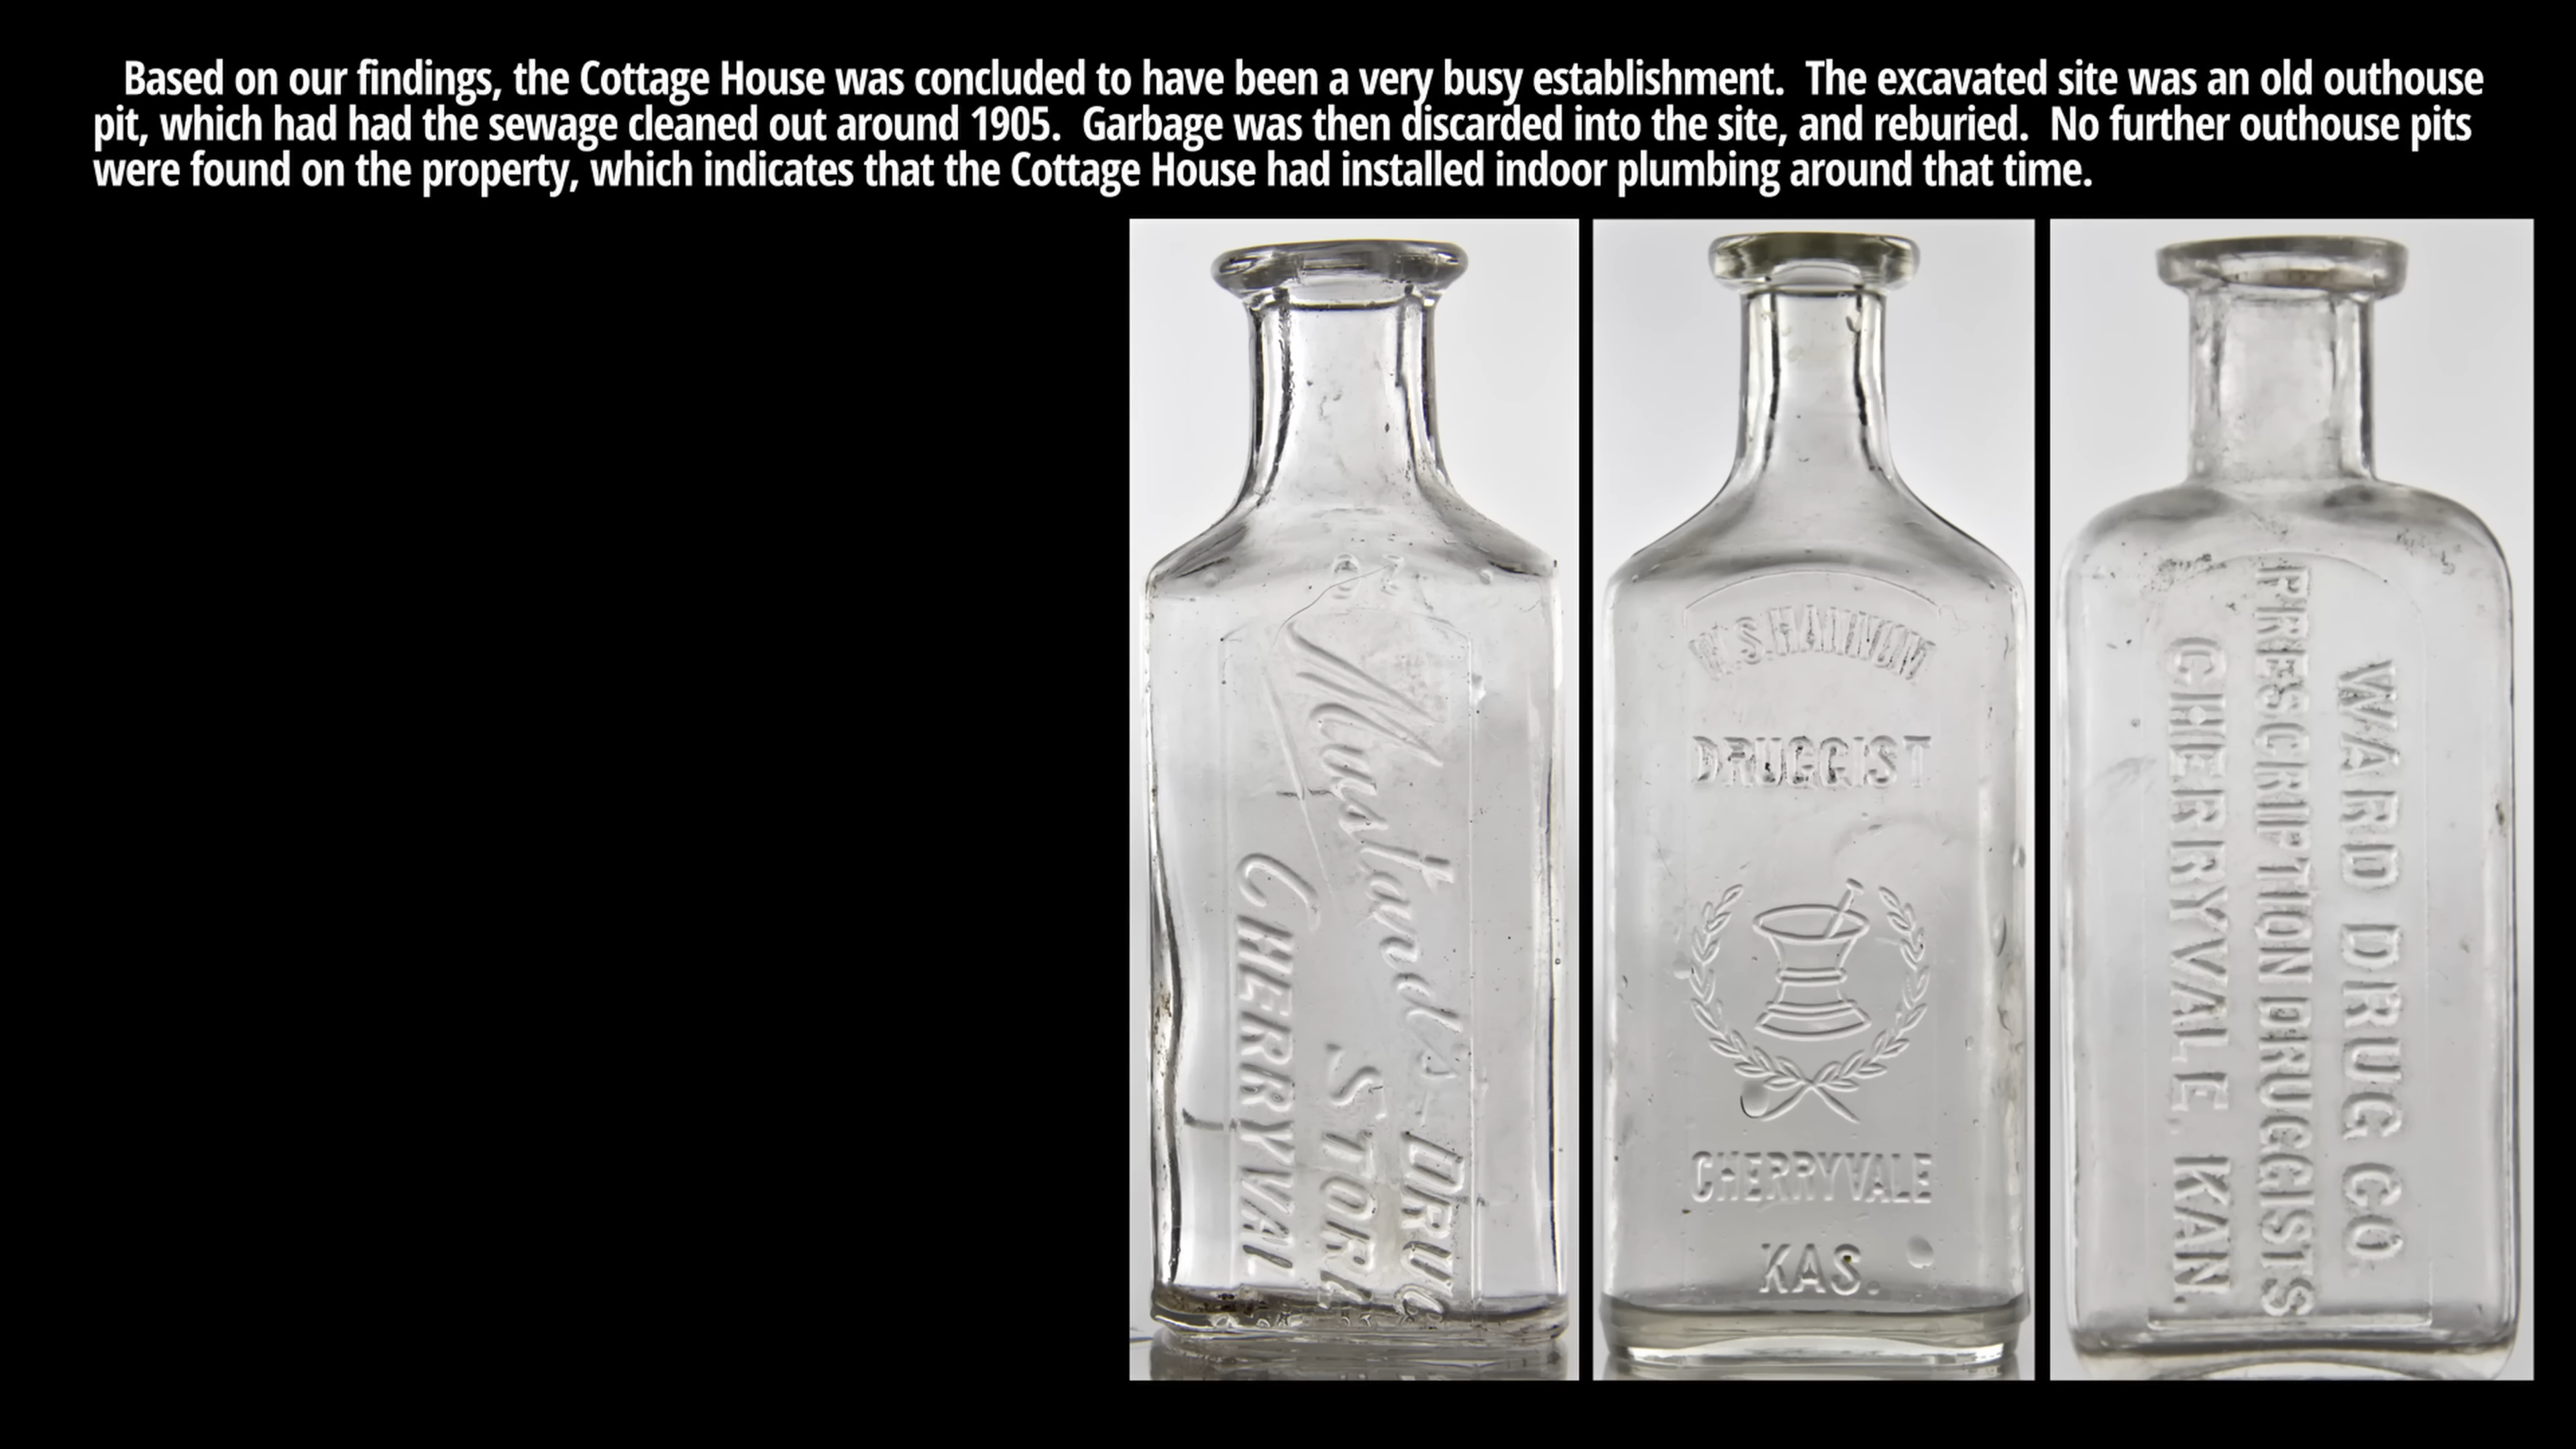 Based on our findings, the Cottage House was concluded to have been a very busy establishment. The excavated site was an old outhouse
pit, which had had the sewage cleaned out around 1905. Garbage was then discarded into the site, and reburied. No further outhouse pits
were found on the property, which indicates that the Cottage House had installed indoor plumbing around that time.
Mustard's DRUG
STORE
CHERRYVAL
W.S. HANNUM
DRUGGIST
CHERRYVALE
KAS.
WARD DRUG CO.
PRESCRIPTION DRUGGISTS
CHERRYVALE, KAN.